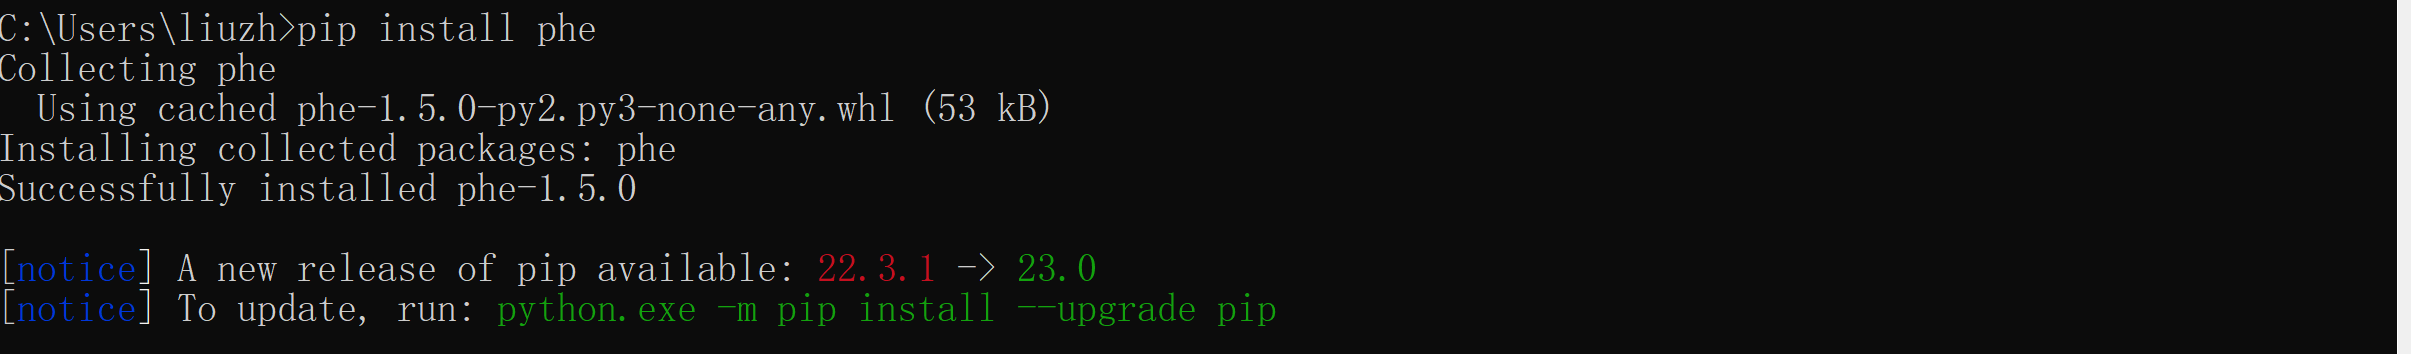 C:\Users\liuzh>pip install phe
Collecting phe
  Using cached phe-1.5.0-py2.py3-none-any.whl (53 kB)
Installing collected packages: phe
Successfully installed phe-1.5.0
[notice] A new release of pip available: 22.3.1 -> 23.0
[notice] To update, run: python.exe -m pip install --upgrade pip